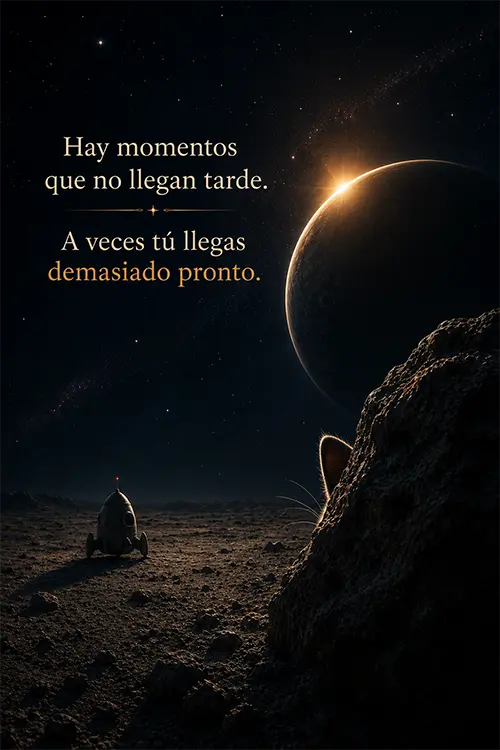 Hay momentos
que no llegan tarde.
A veces tú llegas
demasiado pronto.